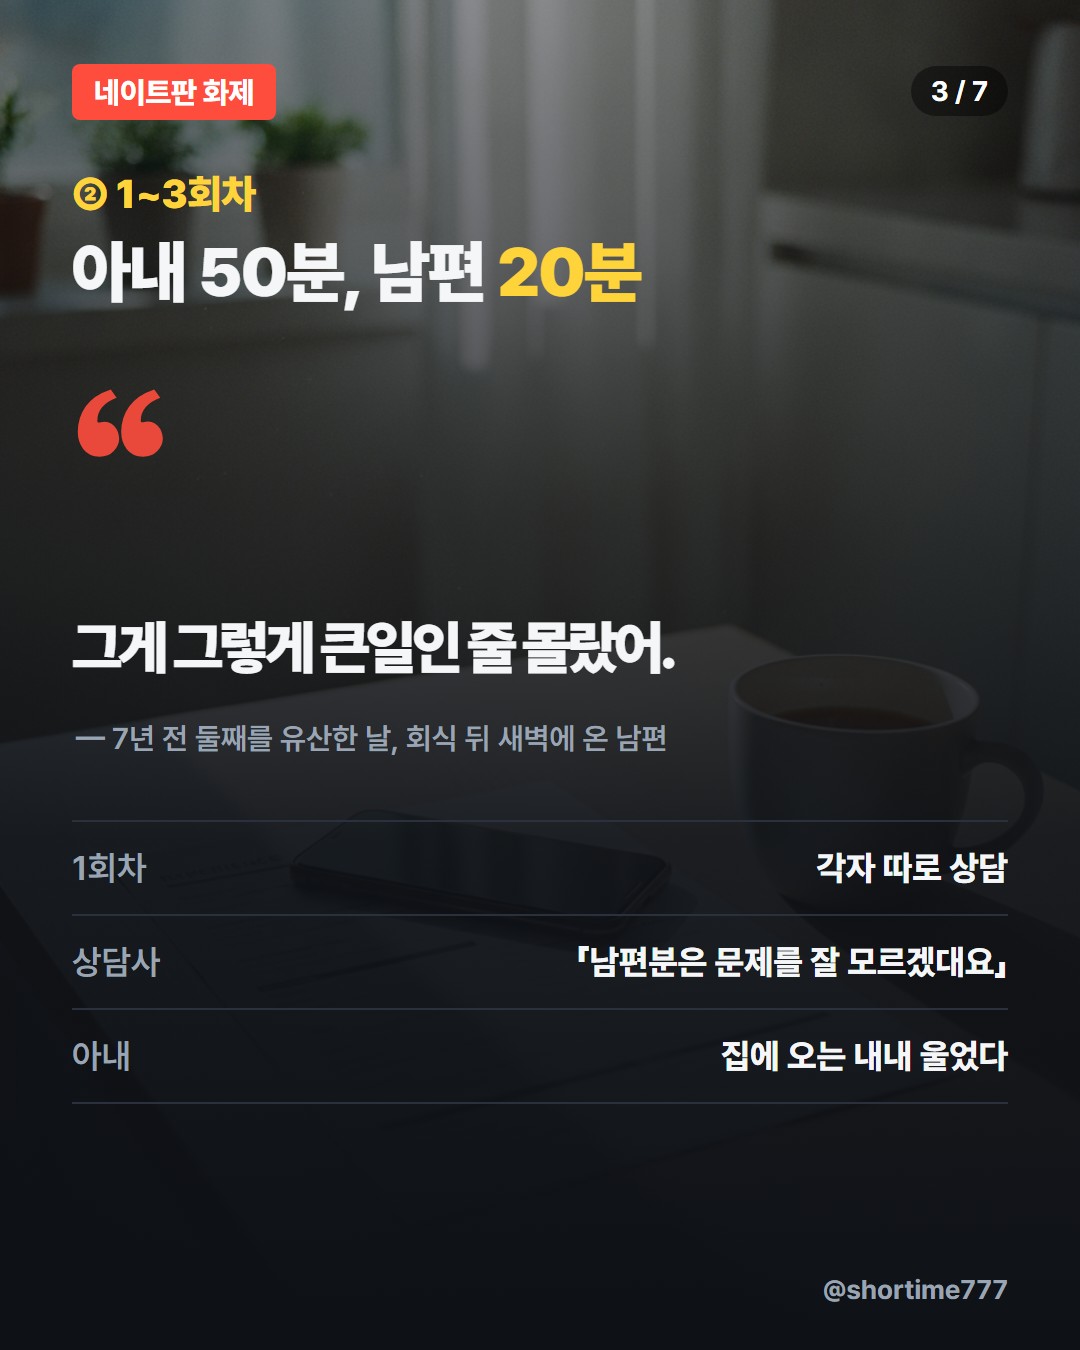 네이트판 화제
3 / 7
② 1~3회차
아내 50분, 남편 20분
“
그게 그렇게 큰일인 줄 몰랐어.
— 7년 전 둘째를 유산한 날, 회식 뒤 새벽에 온 남편
1회차 각자 따로 상담
상담사 『남편분은 문제를 잘 모르겠대요』
아내 집에 오는 내내 울었다
@shortime777